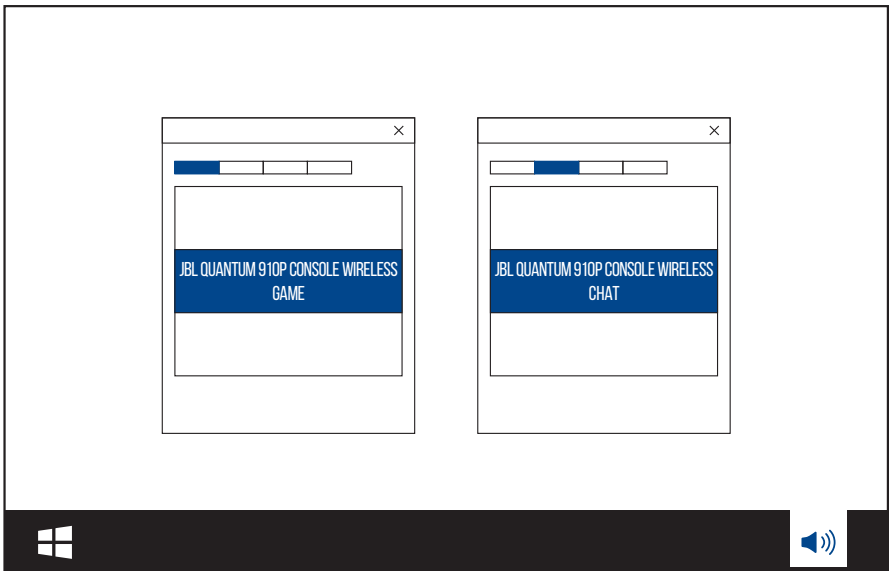 JBL QUANTUM 910P CONSOLE WIRELESS
GAME
JBL QUANTUM 910P CONSOLE WIRELESS
CHAT